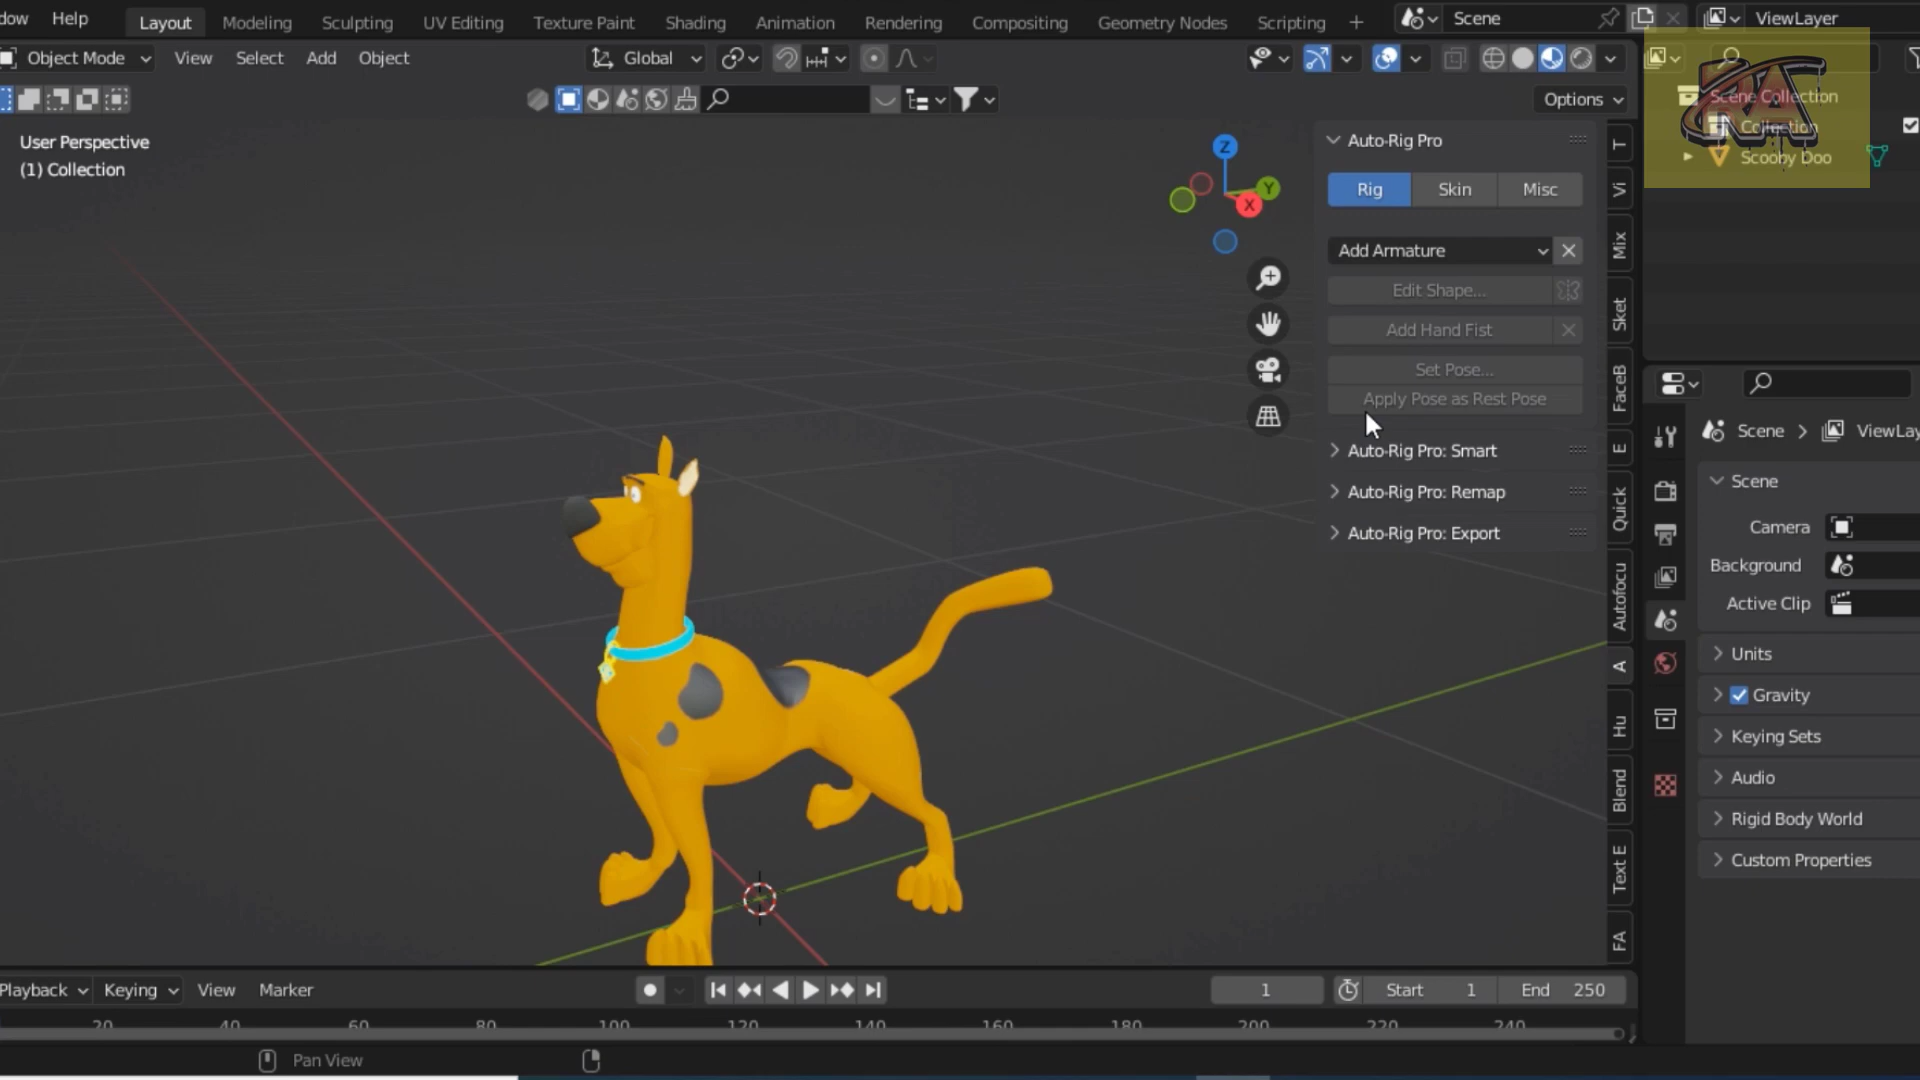 dow Help Layout Modeling Sculpting UV Editing Texture Paint Shading Animation Rendering Compositing Geometry Nodes Scripting + Scene ViewLayer
Object Mode View Select Add Object Global
Options
User Perspective
(1) Collection
Z
Y
X
Auto-Rig Pro
Rig Skin Misc
Add Armature
Edit Shape...
Add Hand Fist
Set Pose...
Apply Pose as Rest Pose
Auto-Rig Pro: Smart
Auto-Rig Pro: Remap
Auto-Rig Pro: Export
T
Vi
Mix
Sket
FaceB
E
Quick
Autofocu
A
Hu
Blend
Text E
FA
RA
Scene Collection
Collection
Scooby Doo
Scene ViewLay
Scene
Camera
Background
Active Clip
Units
Gravity
Keying Sets
Audio
Rigid Body World
Custom Properties
Playback Keying View Marker 1 Start 1 End 250
20 40 60 80 100 120 140 160 180 200 220 240
Pan View